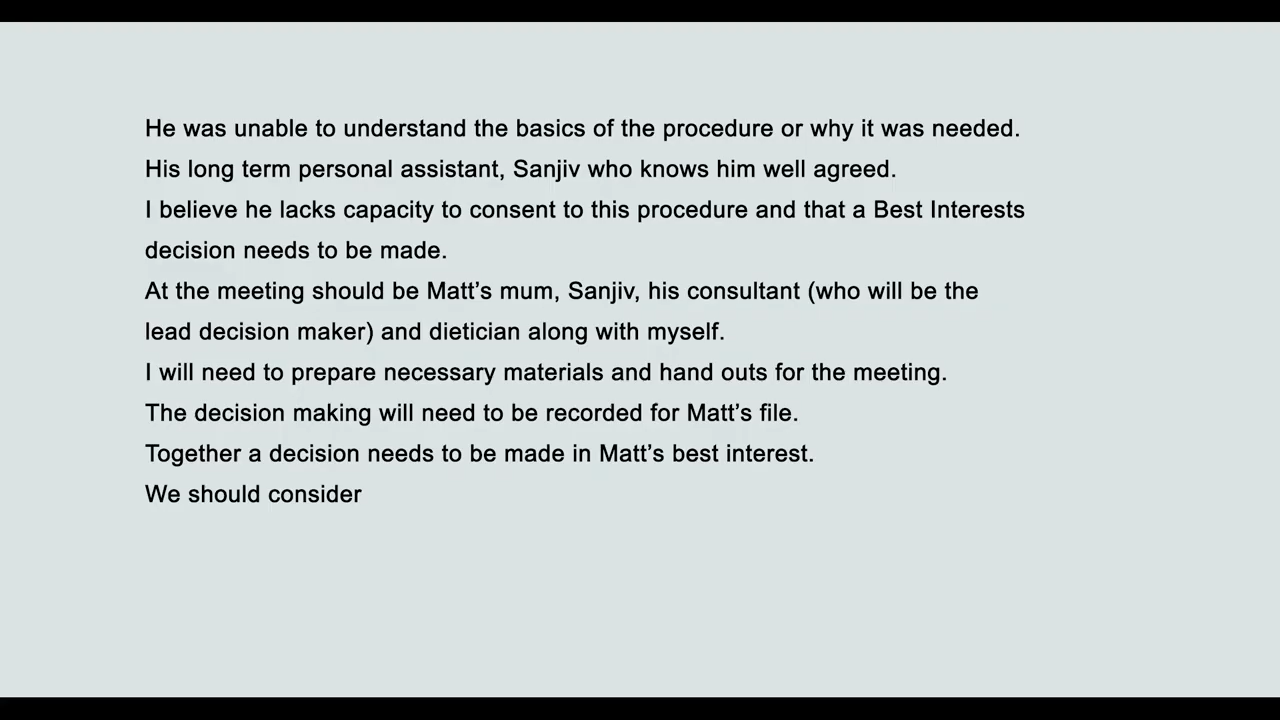 He was unable to understand the basics of the procedure or why it was needed.
His long term personal assistant, Sanjiv who knows him well agreed.
I believe he lacks capacity to consent to this procedure and that a Best Interests
decision needs to be made.
At the meeting should be Matt’s mum, Sanjiv, his consultant (who will be the
lead decision maker) and dietician along with myself.
I will need to prepare necessary materials and hand outs for the meeting.
The decision making will need to be recorded for Matt’s file.
Together a decision needs to be made in Matt’s best interest.
We should consider